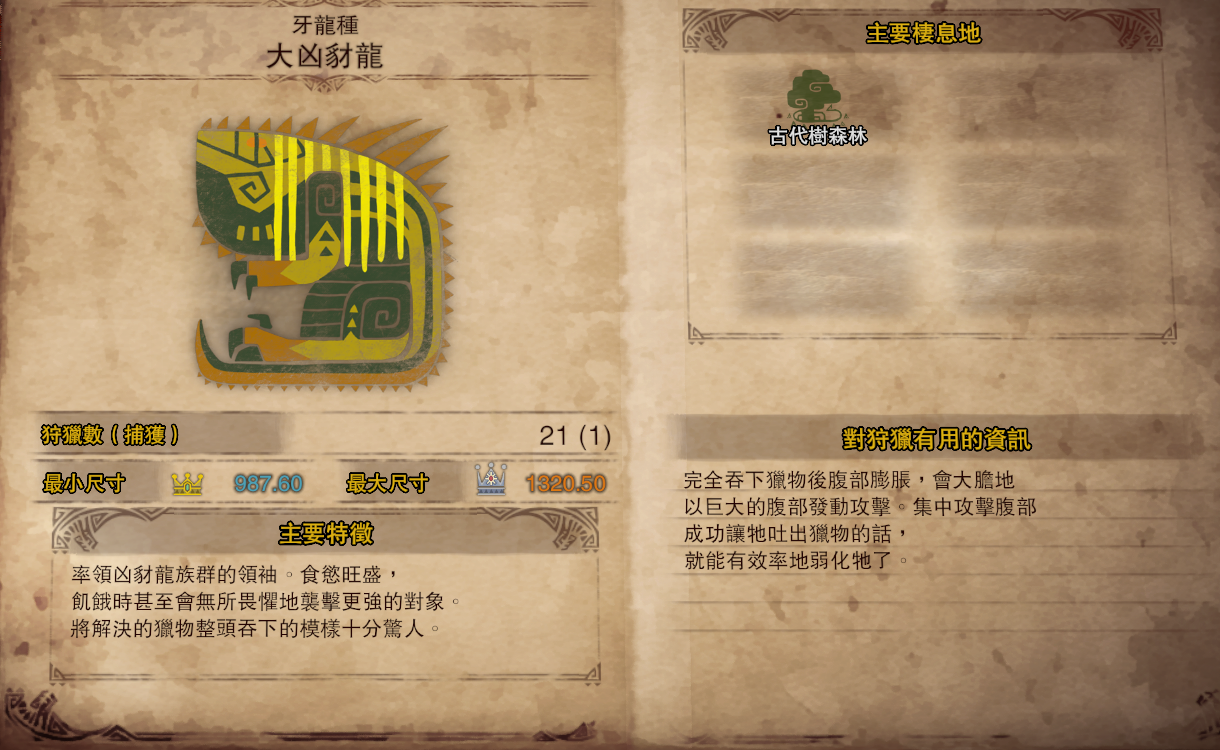 牙龍種
大凶豺龍
狩獵數（捕獲）
21 (1)
最小尺寸
987.60
最大尺寸
1320.50
主要特徵
率領凶豺龍族群的領袖。食慾旺盛，
飢餓時甚至會無所畏懼地襲擊更強的對象。
將解決的獵物整頭吞下的模樣十分驚人。
主要棲息地
古代樹森林
對狩獵有用的資訊
完全吞下獵物後腹部膨脹，會大膽地
以巨大的腹部發動攻擊。集中攻擊腹部
成功讓牠吐出獵物的話，
就能有效率地弱化牠了。